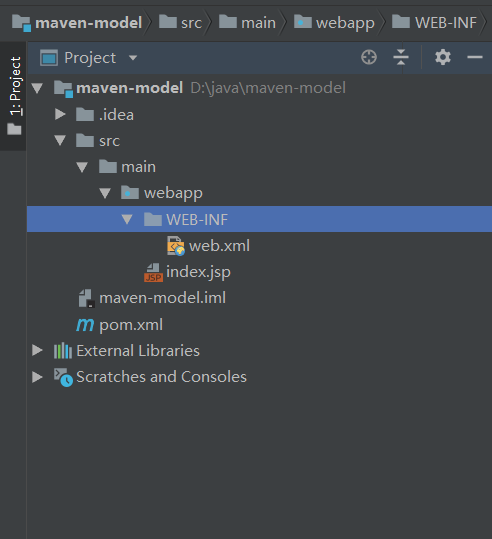 maven-model src main webapp WEB-INF
1: Project
Project
maven-model D:\java\maven-model
.idea
src
main
webapp
WEB-INF
web.xml
JSP index.jsp
maven-model.iml
m pom.xml
External Libraries
Scratches and Consoles